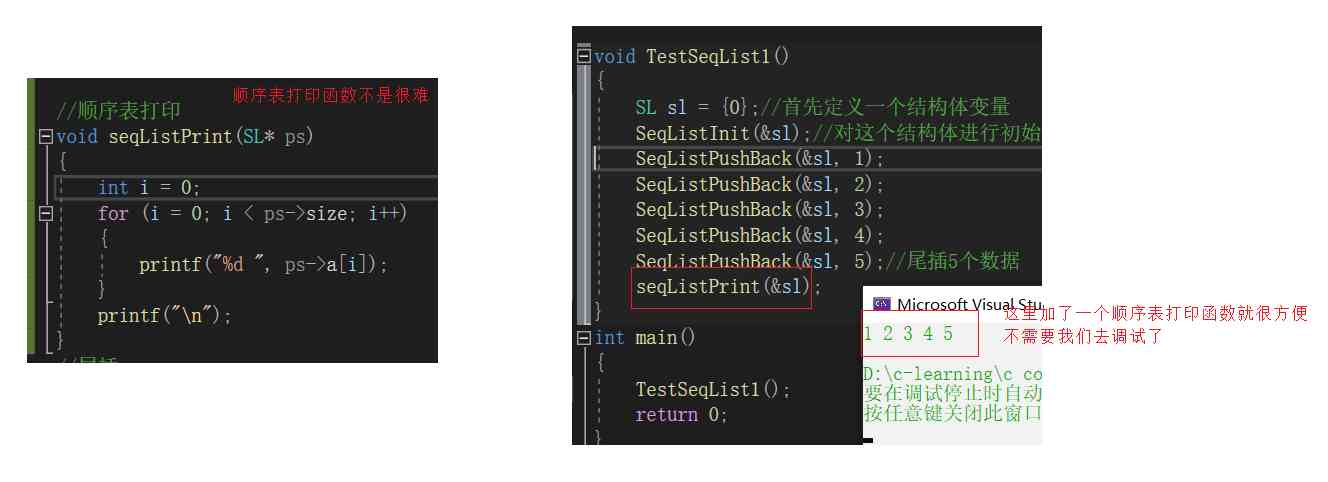 顺序表打印函数不是很难
//顺序表打印
void seqListPrint(SL* ps)
{
int i = 0;
for (i = 0; i < ps->size; i++)
{
printf("%d ", ps->a[i]);
}
printf("\n");
}
void TestSeqList1()
{
SL sl = {0};//首先定义一个结构体变量
SeqListInit(&sl);//对这个结构体进行初始
SeqListPushBack(&sl, 1);
SeqListPushBack(&sl, 2);
SeqListPushBack(&sl, 3);
SeqListPushBack(&sl, 4);
SeqListPushBack(&sl, 5);//尾插5个数据
seqListPrint(&sl);
}
int main()
{
TestSeqList1();
return 0;
}
Microsoft Visual Stu
1 2 3 4 5
D:\c-learning\c co
要在调试停止时自动
按任意键关闭此窗口
这里加了一个顺序表打印函数就很方便
不需要我们去调试了